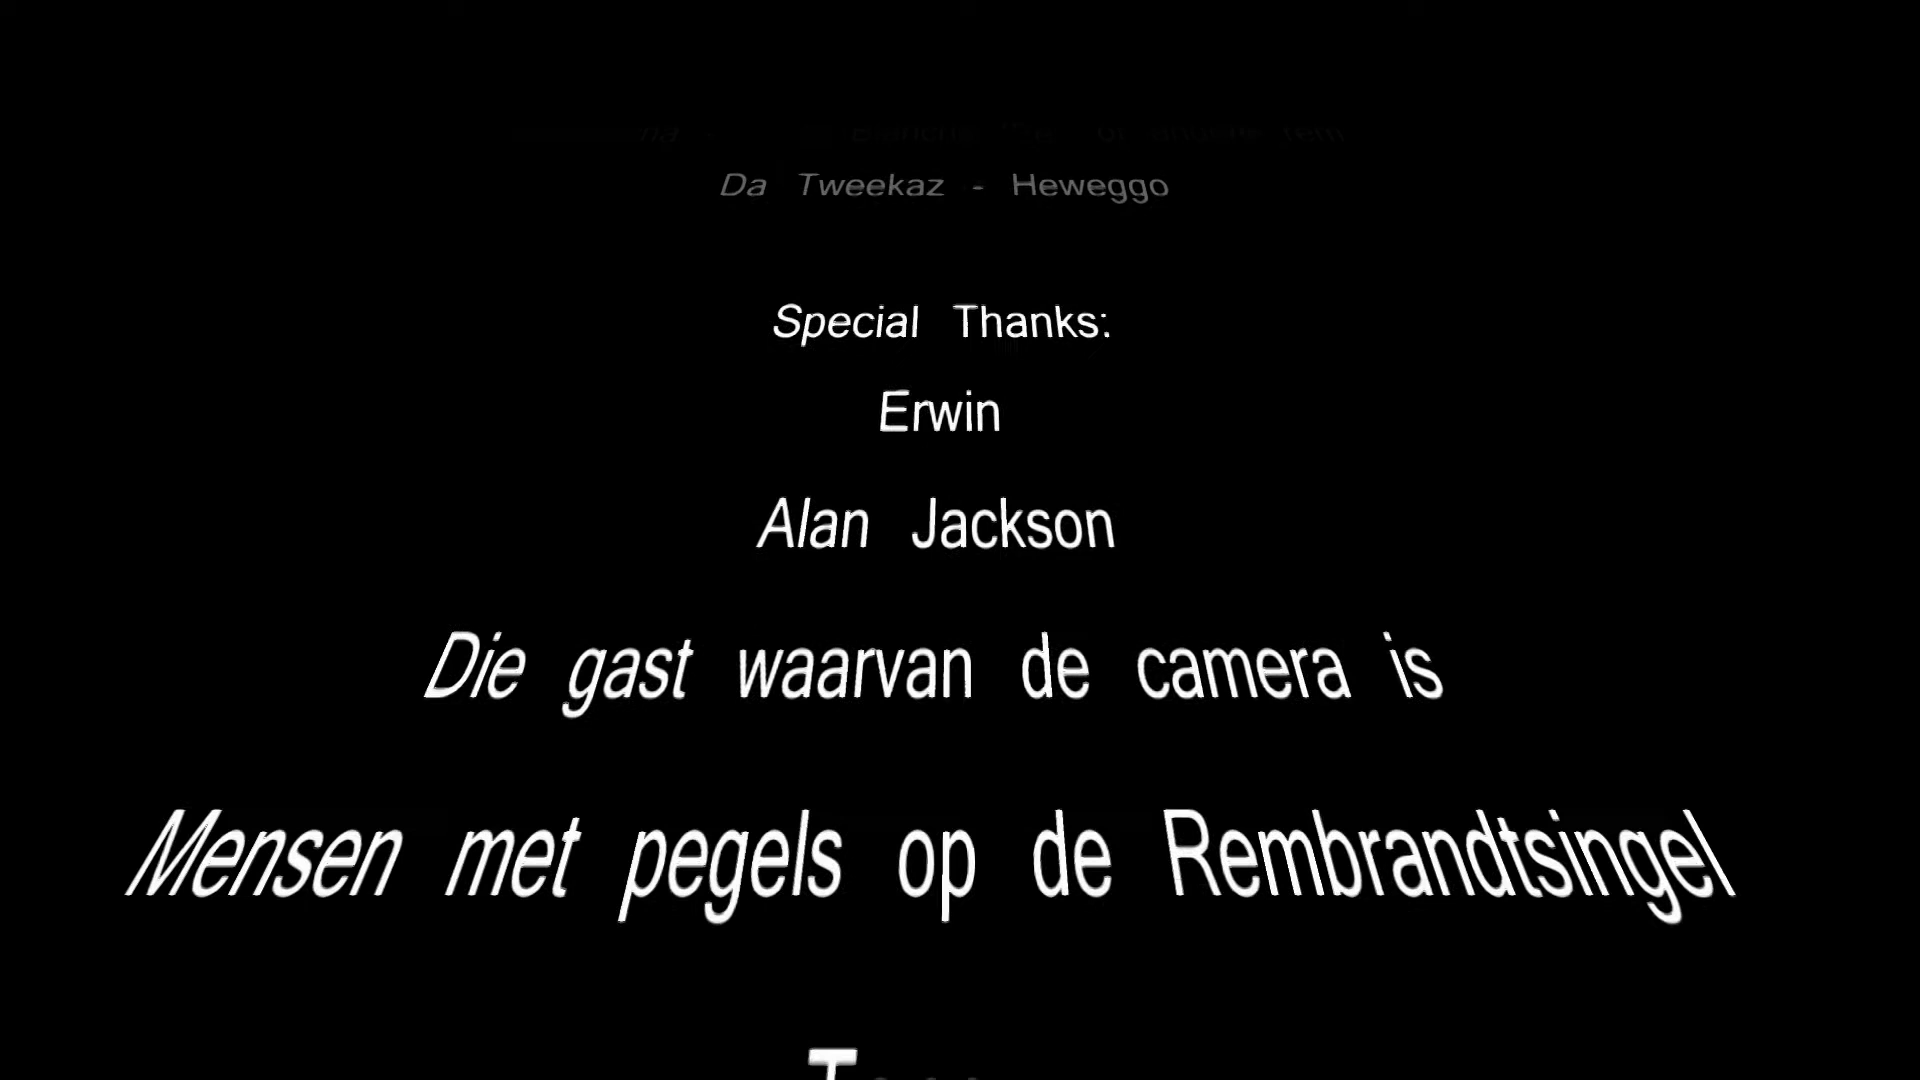 Da Tweekaz - Heweggo
Special Thanks:
Erwin
Alan Jackson
Die gast waarvan de camera is
Mensen met pegels op de Rembrandtsingel